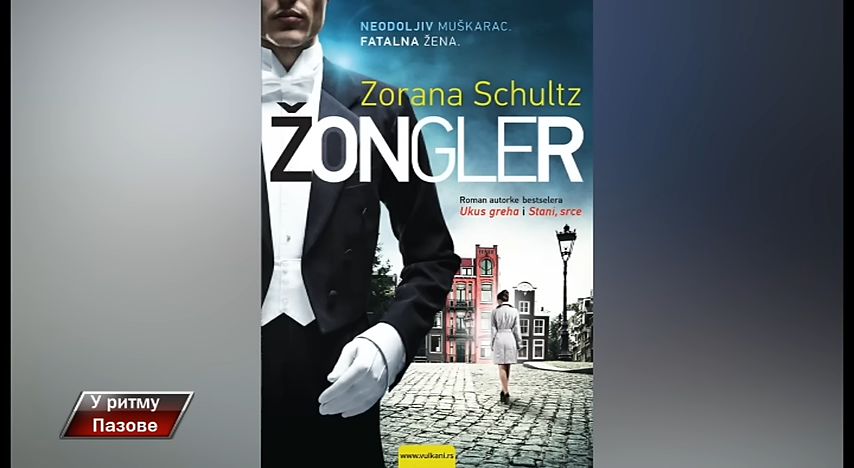 NEODOLJIV MUŠKARAC.
FATALNA ŽENA.
Zorana Schultz
ŽONGLER
Roman autorke bestselera
Ukus greha i Stani, srce
www.vulkani.rs
У ритму
Пазове